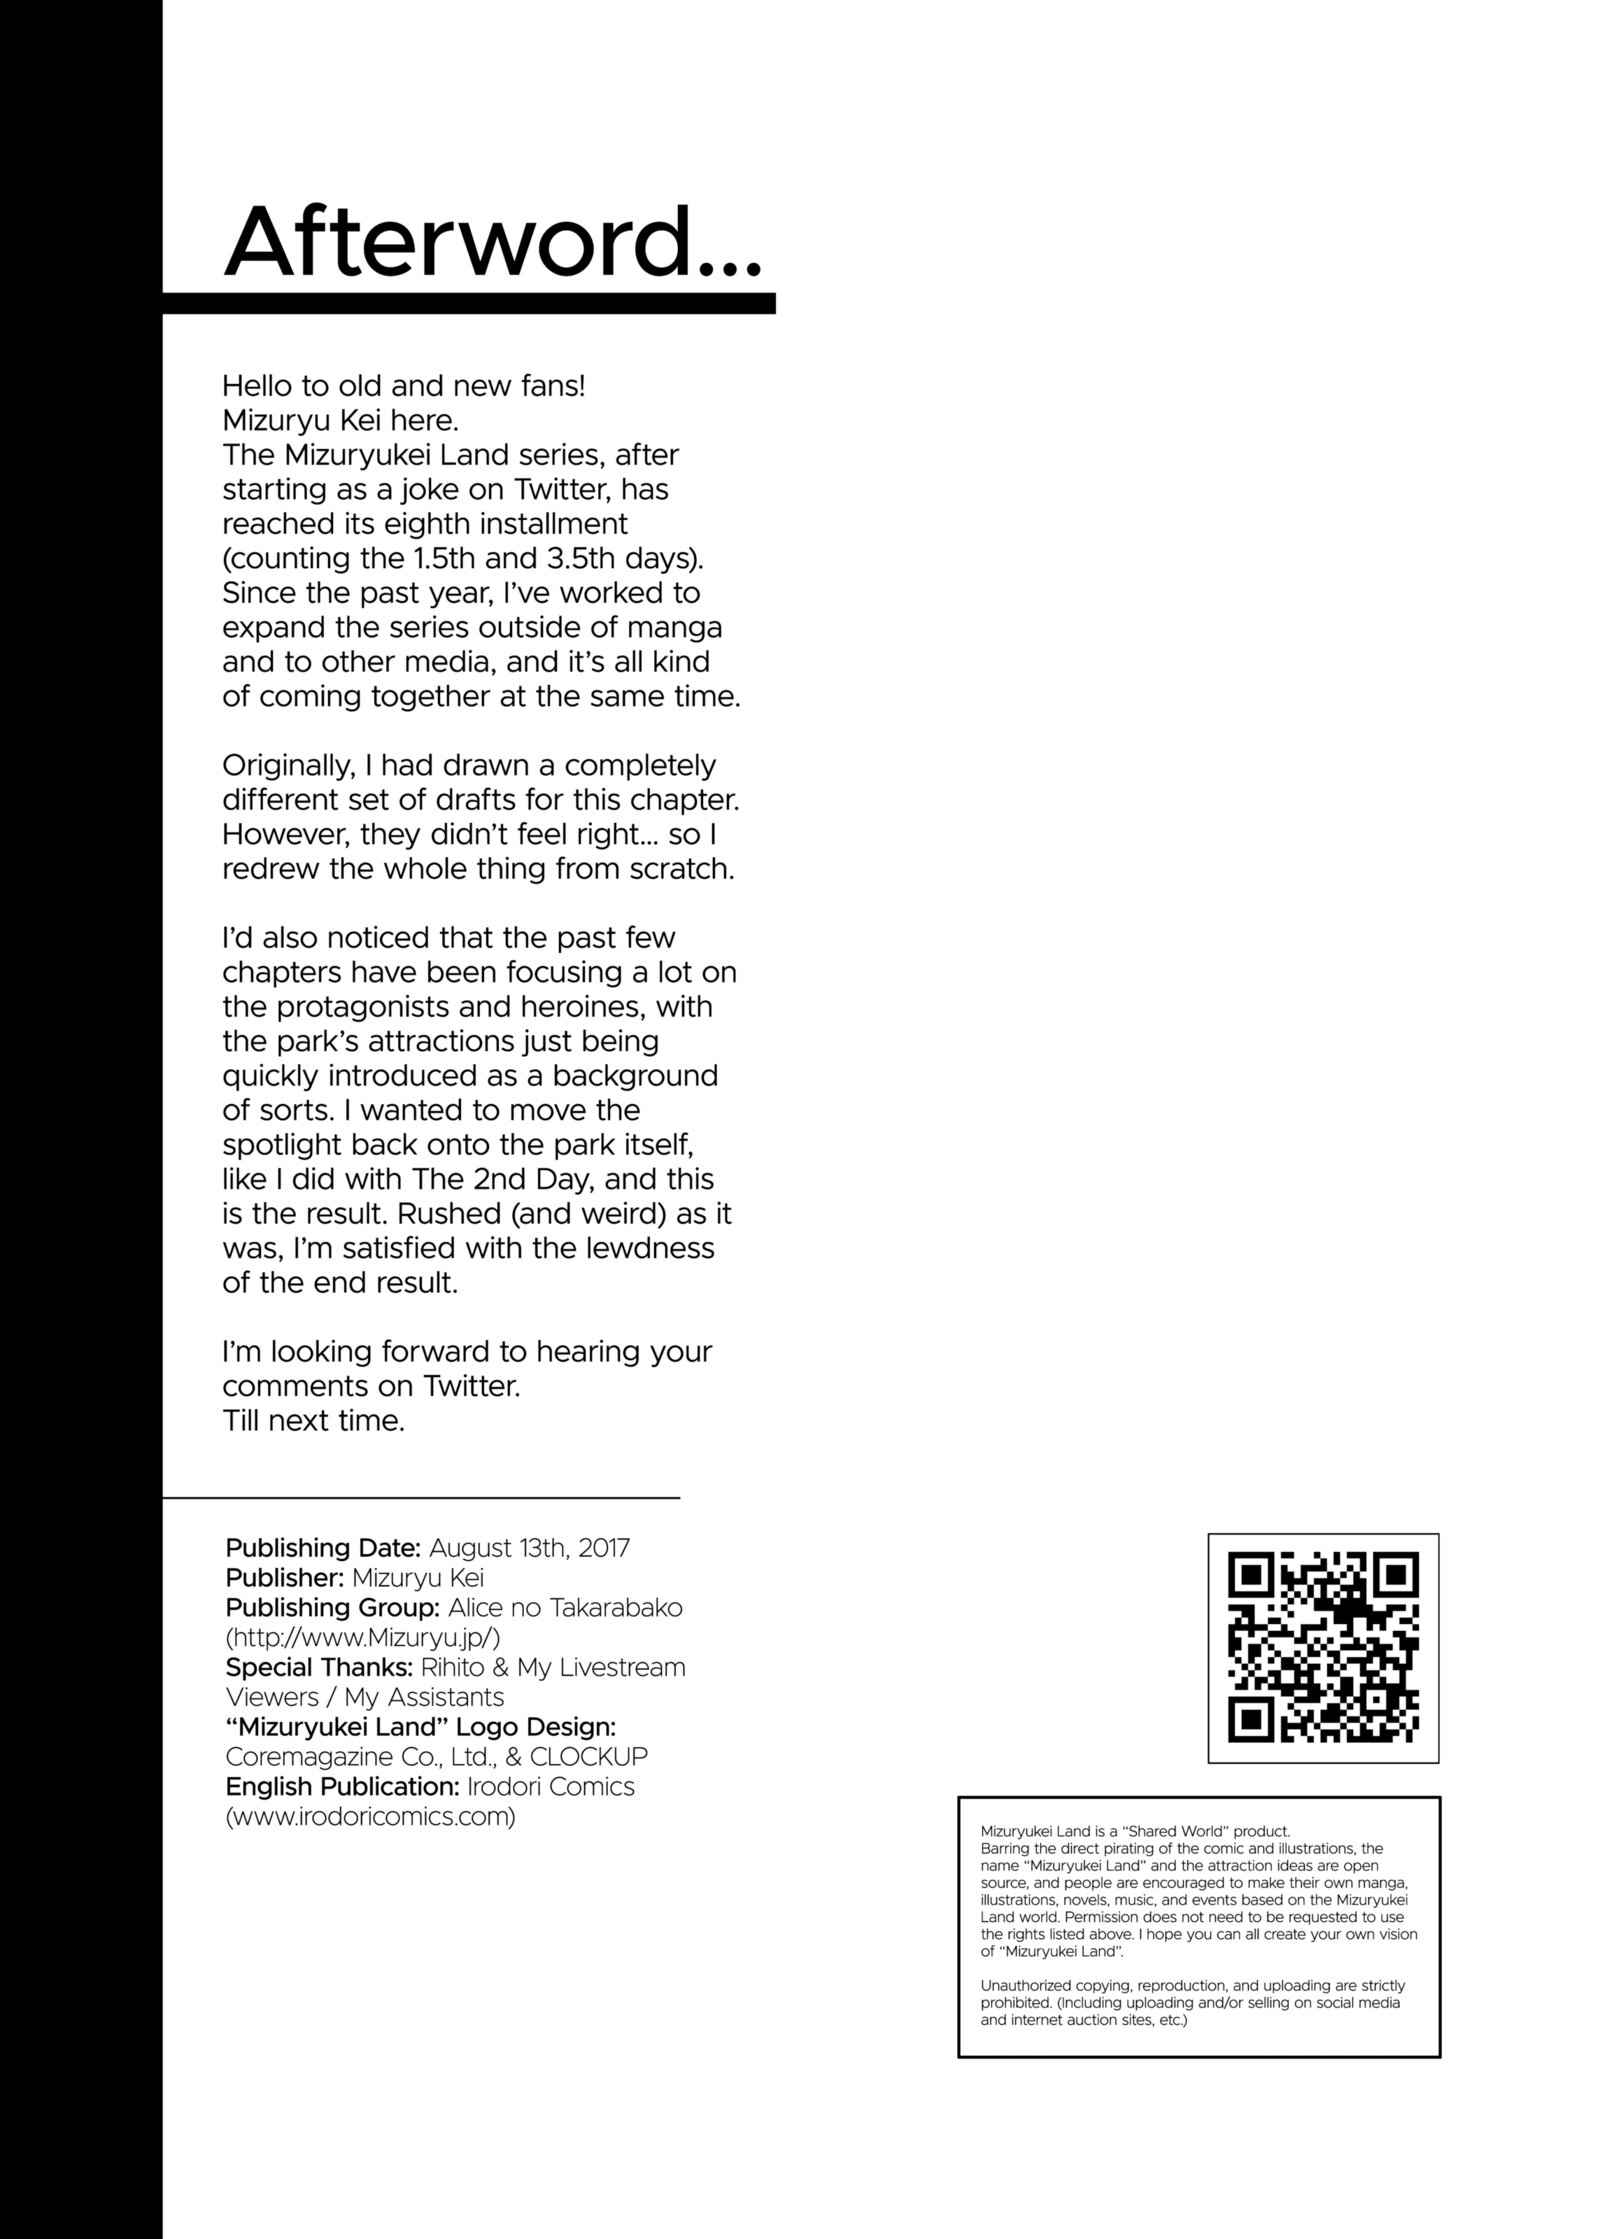 Afterword...
Hello to old and new fans!
Mizuryu Kei here.
The Mizuryukei Land series, after
starting as a joke on Twitter, has
reached its eighth installment
(counting the 1.5th and 3.5th days).
Since the past year, I’ve worked to
expand the series outside of manga
and to other media, and it’s all kind
of coming together at the same time.
Originally, I had drawn a completely
different set of drafts for this chapter.
However, they didn’t feel right... so I
redrew the whole thing from scratch.
I’d also noticed that the past few
chapters have been focusing a lot on
the protagonists and heroines, with
the park’s attractions just being
quickly introduced as a background
of sorts. I wanted to move the
spotlight back onto the park itself,
like I did with The 2nd Day, and this
is the result. Rushed (and weird) as it
was, I’m satisfied with the lewdness
of the end result.
I’m looking forward to hearing your
comments on Twitter.
Till next time.
Publishing Date: August 13th, 2017
Publisher: Mizuryu Kei
Publishing Group: Alice no Takarabako
(http://www.Mizuryu.jp/)
Special Thanks: Rihito & My Livestream
Viewers / My Assistants
“Mizuryukei Land” Logo Design:
Coremagazine Co., Ltd., & CLOCKUP
English Publication: Irodori Comics
(www.irodoricomics.com)
Mizuryukei Land is a “Shared World” product.
Barring the direct pirating of the comic and illustrations, the
name “Mizuryukei Land” and the attraction ideas are open
source, and people are encouraged to make their own manga,
illustrations, novels, music, and events based on the Mizuryukei
Land world. Permission does not need to be requested to use
the rights listed above. I hope you can all create your own vision
of “Mizuryukei Land”.
Unauthorized copying, reproduction, and uploading are strictly
prohibited. (Including uploading and/or selling on social media
and internet auction sites, etc.)